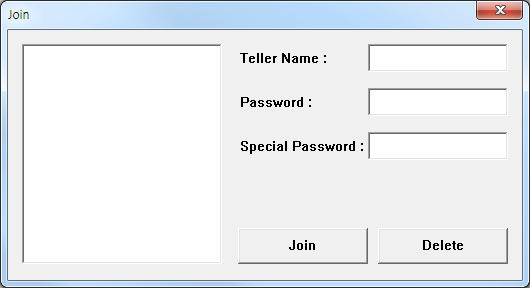 Join
Teller Name :
Password :
Special Password :
Join
Delete